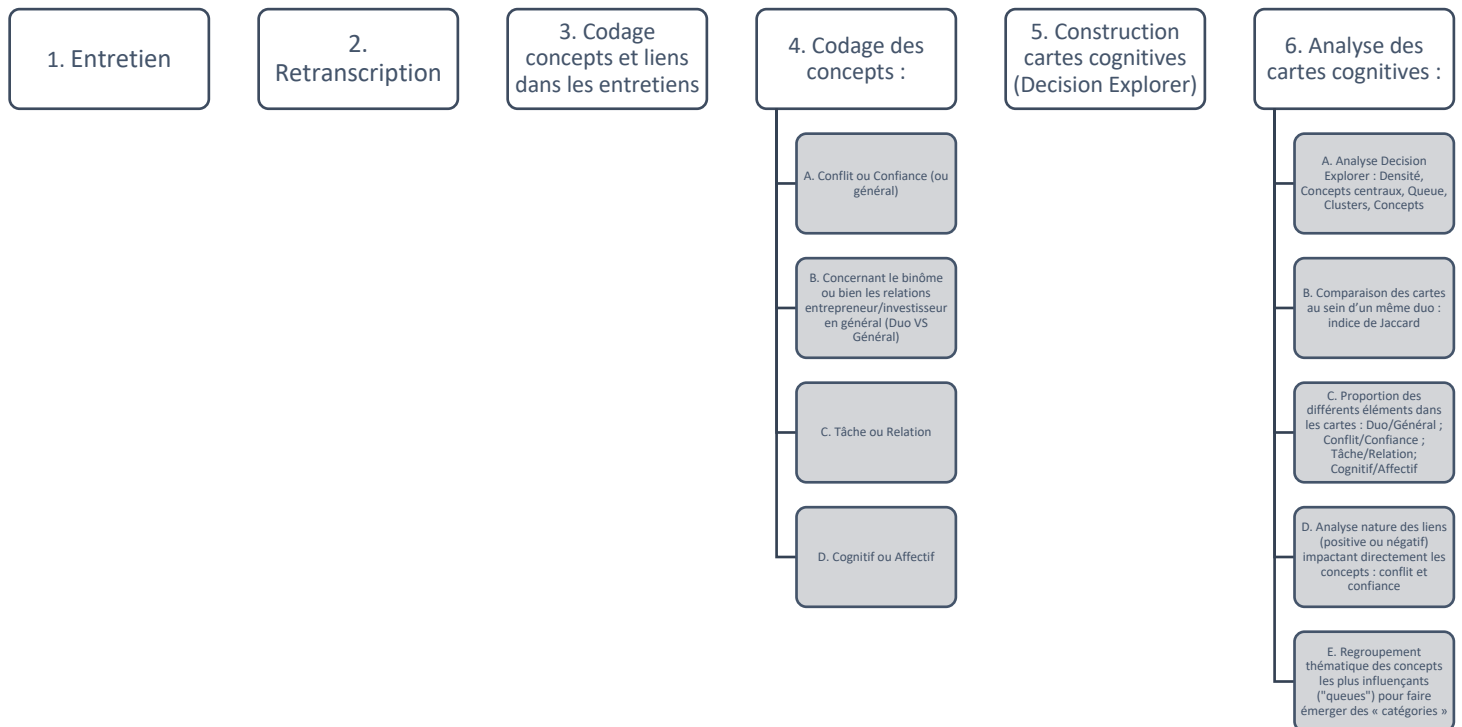 1. Entretien
2.
Retranscription
3. Codage
concepts et liens
dans les entretiens
4. Codage des
concepts :
A. Conflit ou Confiance (ou
général)
B. Concernant le binôme
ou bien les relations
entrepreneur/investisseur
en général (Duo VS
Général)
C. Tâche ou Relation
D. Cognitif ou Affectif
5. Construction
cartes cognitives
(Decision Explorer)
6. Analyse des
cartes cognitives :
A. Analyse Decision
Explorer : Densité,
Concepts centraux, Queue,
Clusters, Concepts
B. Comparaison des cartes
au sein d’un même duo :
indice de Jaccard
C. Proportion des
différents éléments dans
les cartes : Duo/Général ;
Conflit/Confiance ;
Tâche/Relation;
Cognitif/Affectif
D. Analyse nature des liens
(positive ou négatif)
impactant directement les
concepts : conflit et
confiance
E. Regroupement
thématique des concepts
les plus influençants
("queues") pour faire
émerger des « catégories »